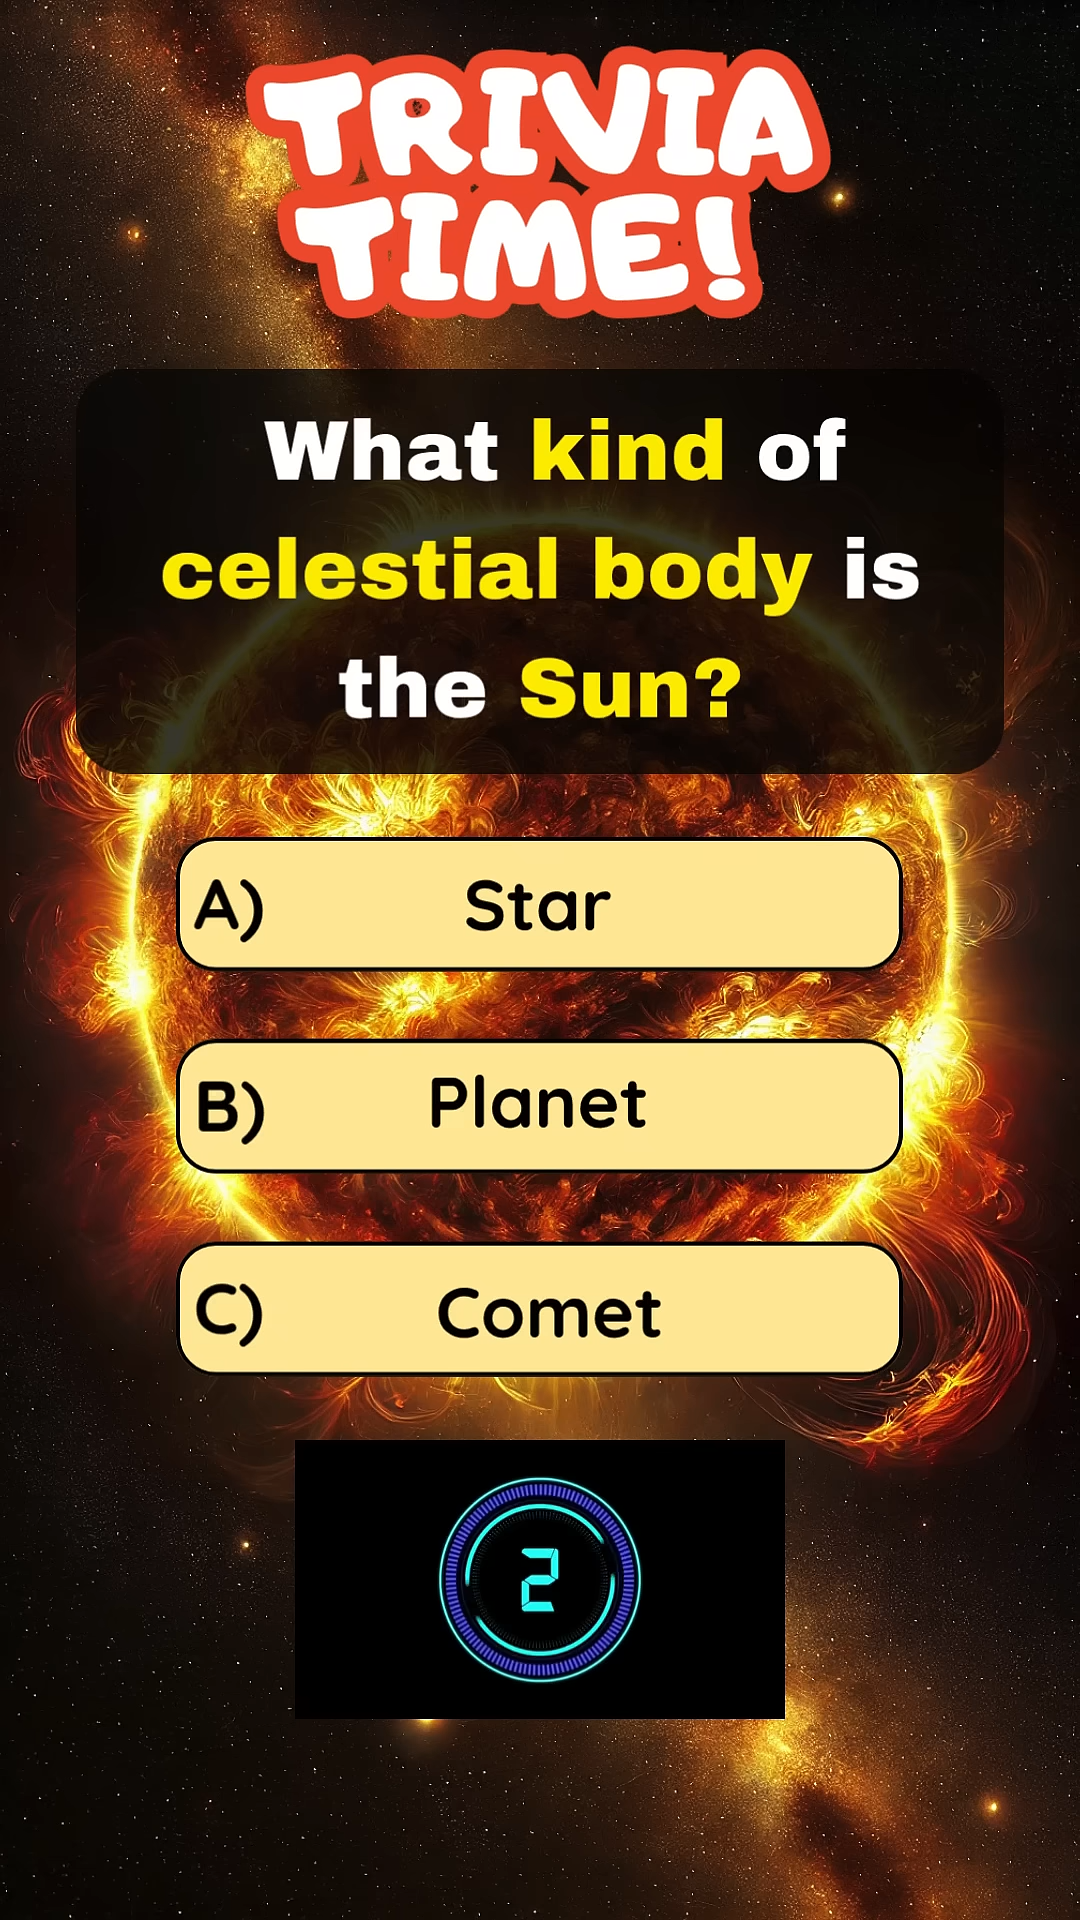 TRIVIA
TIME!
What kind of
celestial body is
the Sun?
A) Star
B) Planet
C) Comet
2